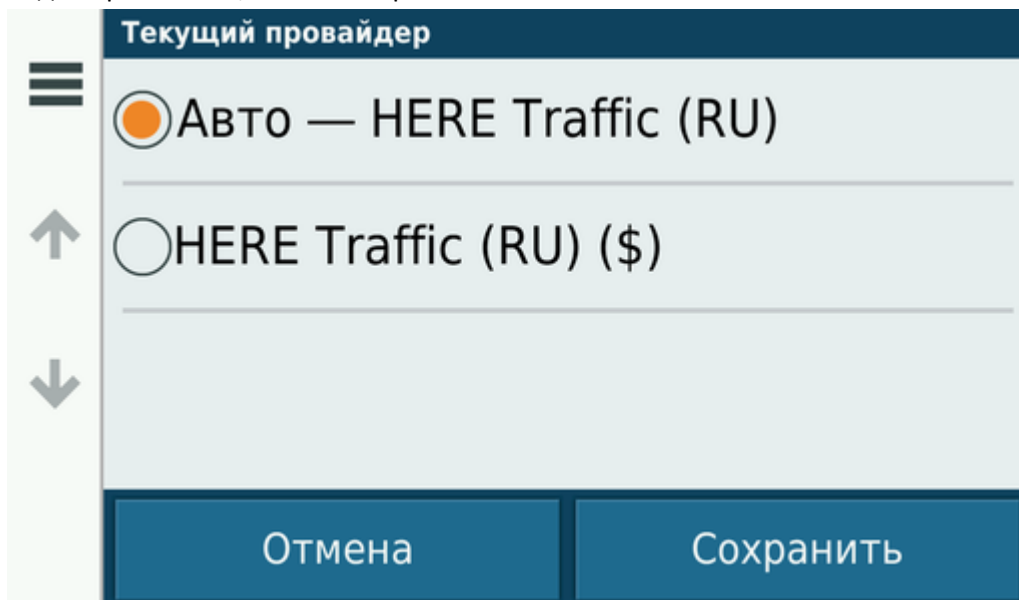 Текущий провайдер
Авто — HERE Traffic (RU)
HERE Traffic (RU) ($)
Отмена
Сохранить